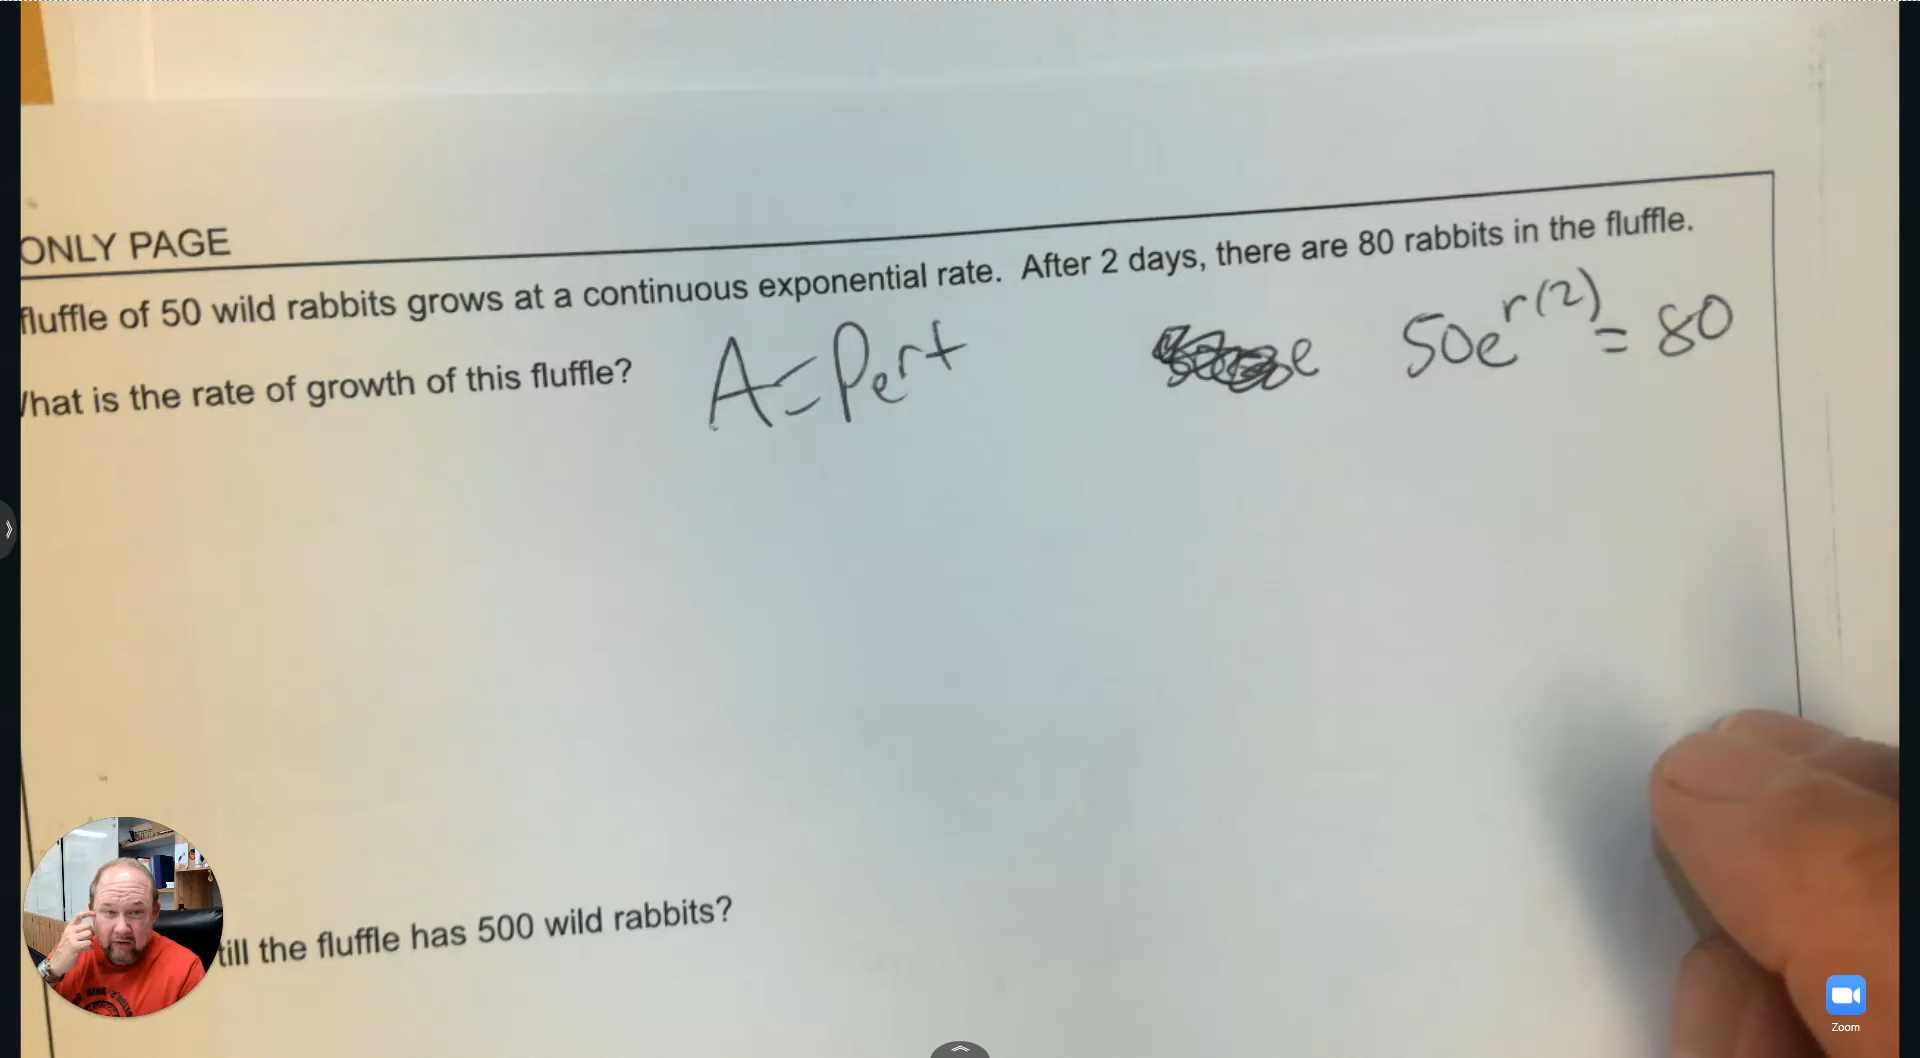 ONLY PAGE
fluffle of 50 wild rabbits grows at a continuous exponential rate. After 2 days, there are 80 rabbits in the fluffle.
hat is the rate of growth of this fluffle?
A=Pert
e 50e^r(2) = 80
till the fluffle has 500 wild rabbits?
Zoom